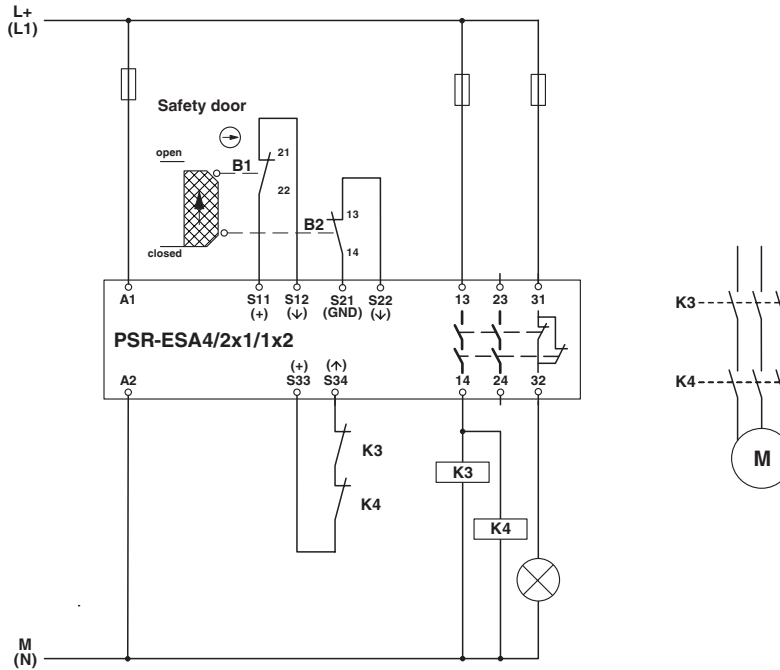 L+
(L1)
Safety door
open
B1
21
22
B2
13
14
closed
A1 S11 S12 S21 S22 13 23 31
(+) (↓) (GND) (↓)
PSR-ESA4/2x1/1x2
(+) (↑)
A2 S33 S34 14 24 32
K3
K4
K3
K4
K3
K4
M
M
(N)